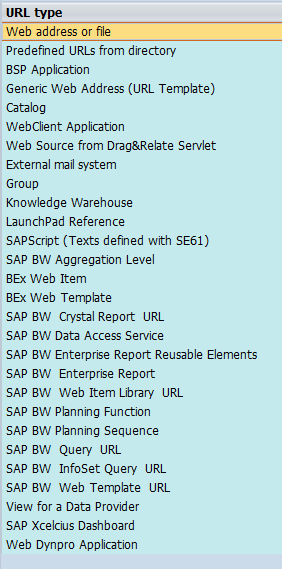 URL type
Web address or file
Predefined URLs from directory
BSP Application
Generic Web Address (URL Template)
Catalog
WebClient Application
Web Source from Drag&Relate Servlet
External mail system
Group
Knowledge Warehouse
LaunchPad Reference
SAPScript (Texts defined with SE61)
SAP BW Aggregation Level
BEx Web Item
BEx Web Template
SAP BW  Crystal Report  URL
SAP BW Data Access Service
SAP BW Enterprise Report Reusable Elements
SAP BW  Enterprise Report
SAP BW  Web Item Library  URL
SAP BW Planning Function
SAP BW Planning Sequence
SAP BW  Query  URL
SAP BW  InfoSet Query  URL
SAP BW  Web Template  URL
View for a Data Provider
SAP Xcelcius Dashboard
Web Dynpro Application